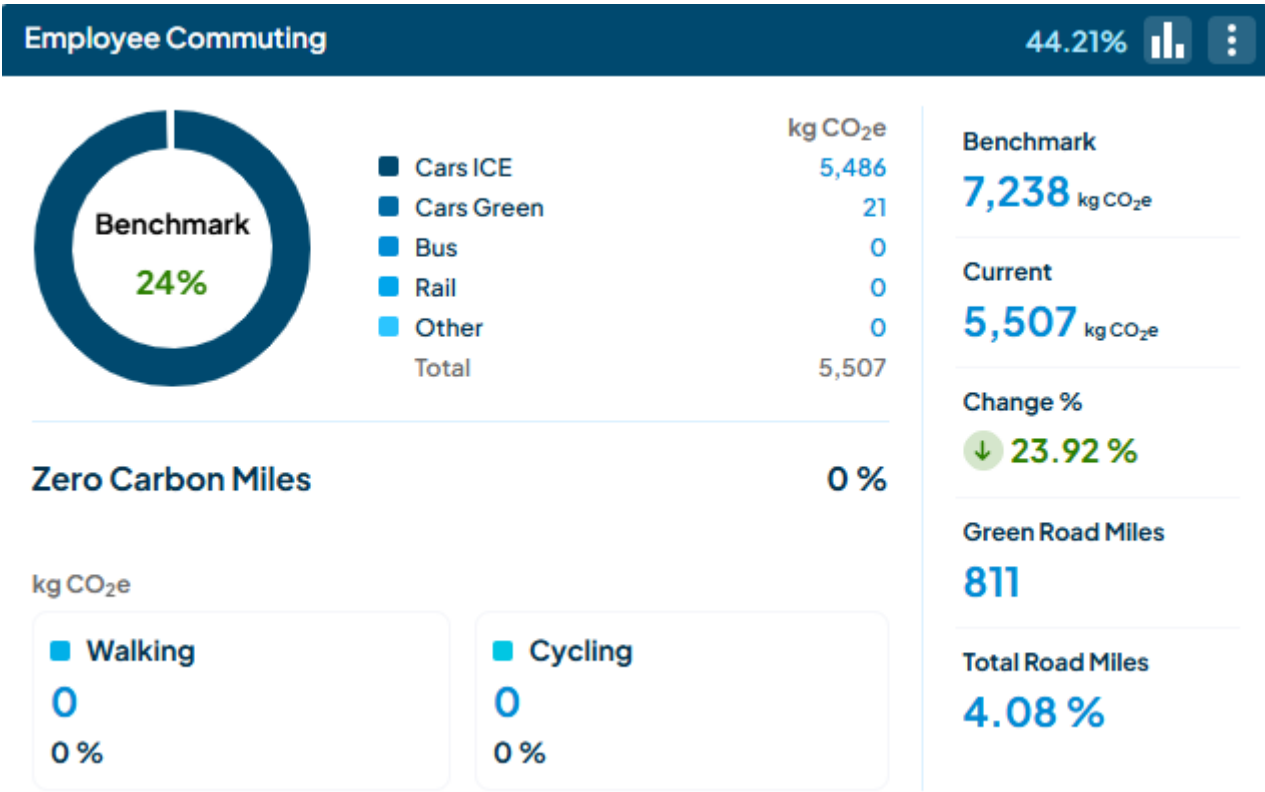 Employee Commuting 44.21%
Benchmark
24%
kg CO₂e
Cars ICE 5,486
Cars Green 21
Bus 0
Rail 0
Other 0
Total 5,507
Zero Carbon Miles 0 %
kg CO₂e
Walking
0
0 %
Cycling
0
0 %
Benchmark
7,238 kg CO₂e
Current
5,507 kg CO₂e
Change %
23.92 %
Green Road Miles
811
Total Road Miles
4.08 %